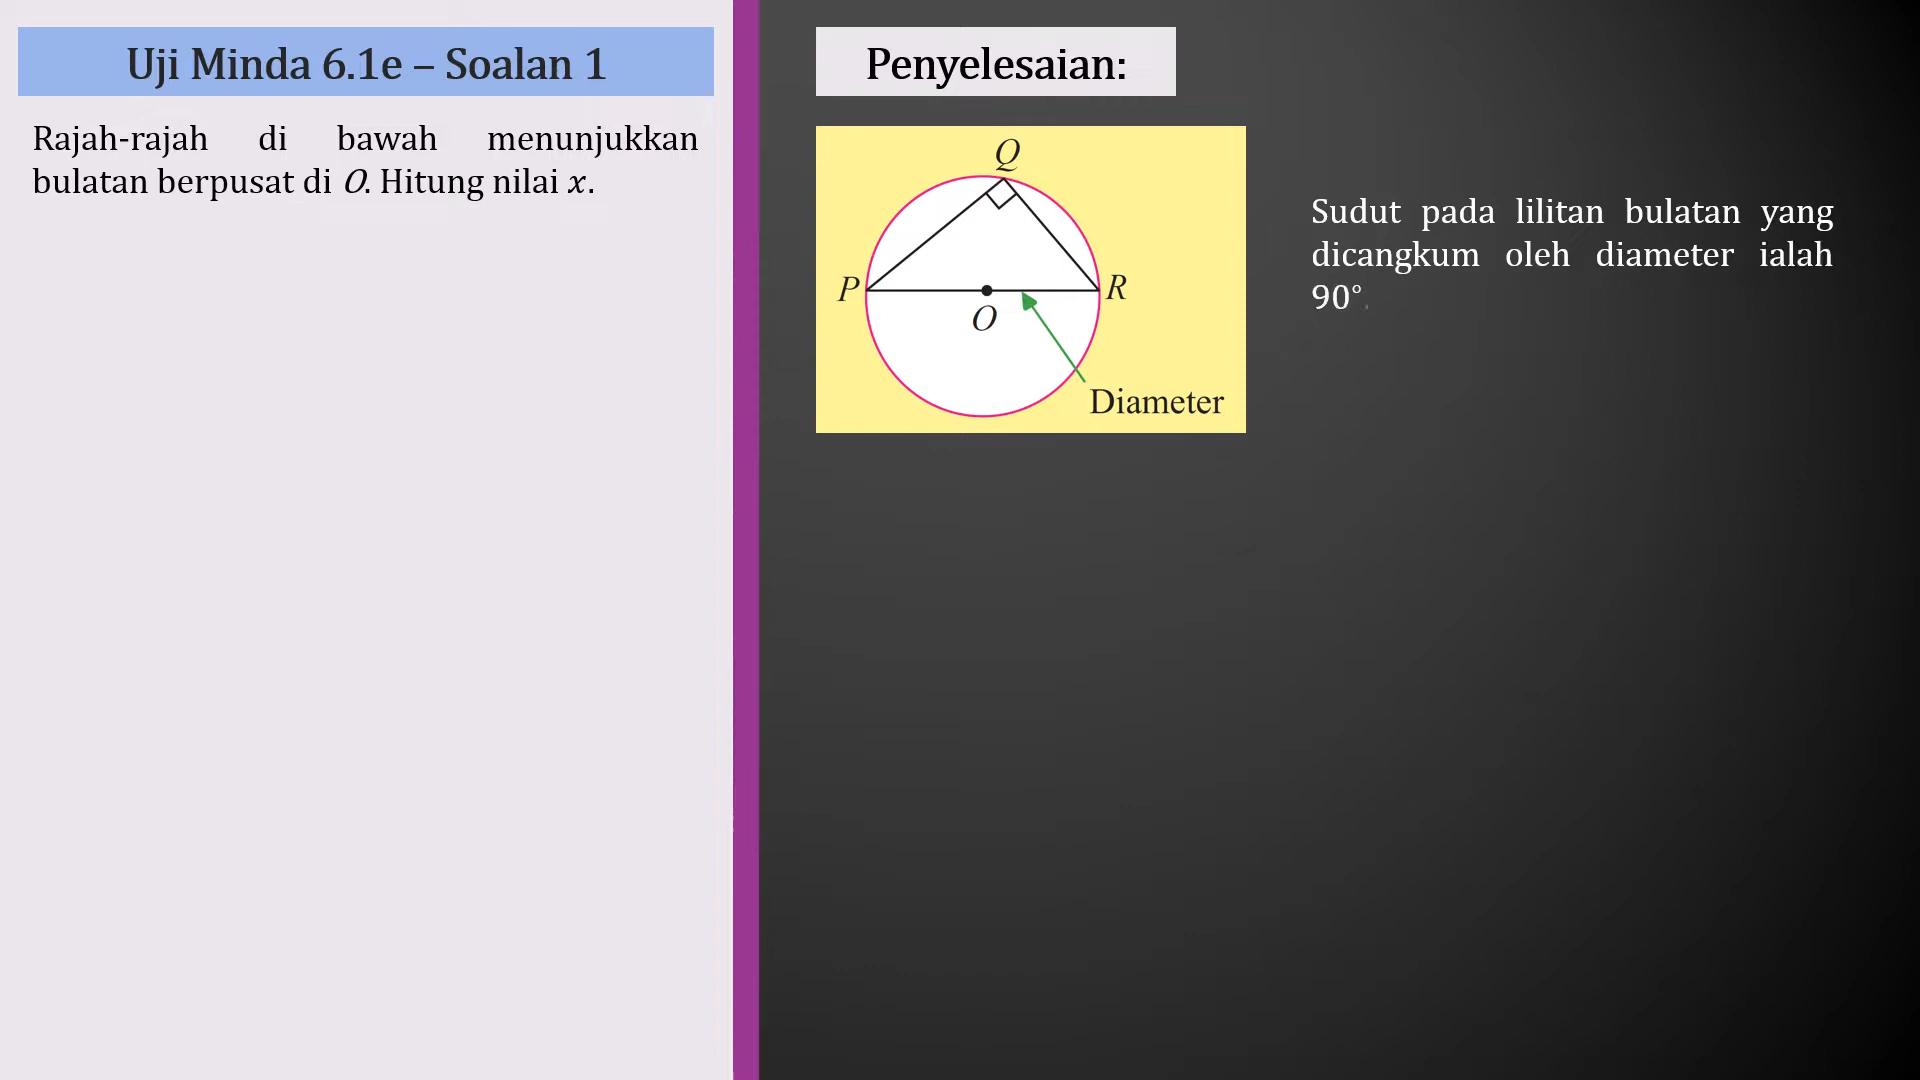 Uji Minda 6.1e – Soalan 1
Rajah-rajah di bawah menunjukkan
bulatan berpusat di O. Hitung nilai x.
Penyelesaian:
Q
P
R
O
Diameter
Sudut pada lilitan bulatan yang
dicangkum oleh diameter ialah
90°.